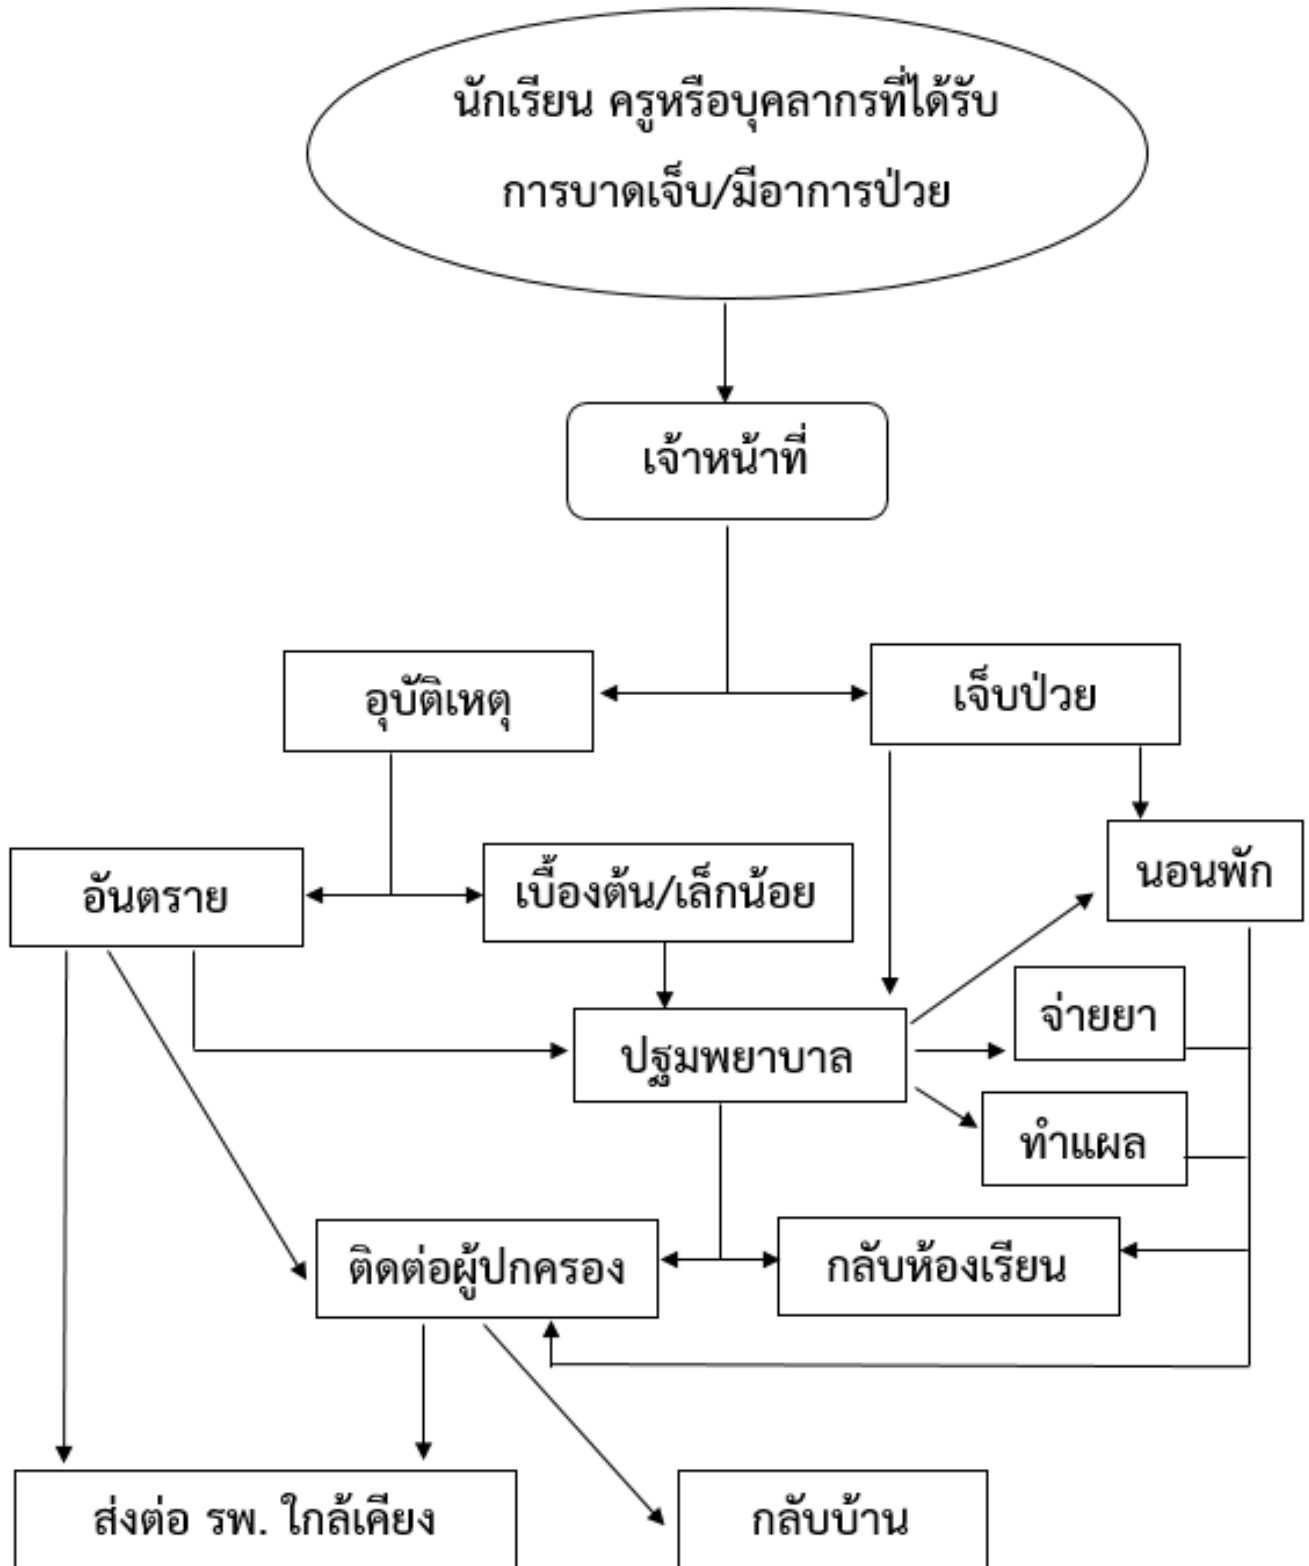 นักเรียน ครูหรือบุคลากรที่ได้รับ
การบาดเจ็บ/มีอาการป่วย
เจ้าหน้าที่
อุบัติเหตุ
เจ็บป่วย
อันตราย
เบื้องต้น/เล็กน้อย
นอนพัก
จ่ายยา
ปฐมพยาบาล
ทำแผล
ติดต่อผู้ปกครอง
กลับห้องเรียน
ส่งต่อ รพ. ใกล้เคียง
กลับบ้าน